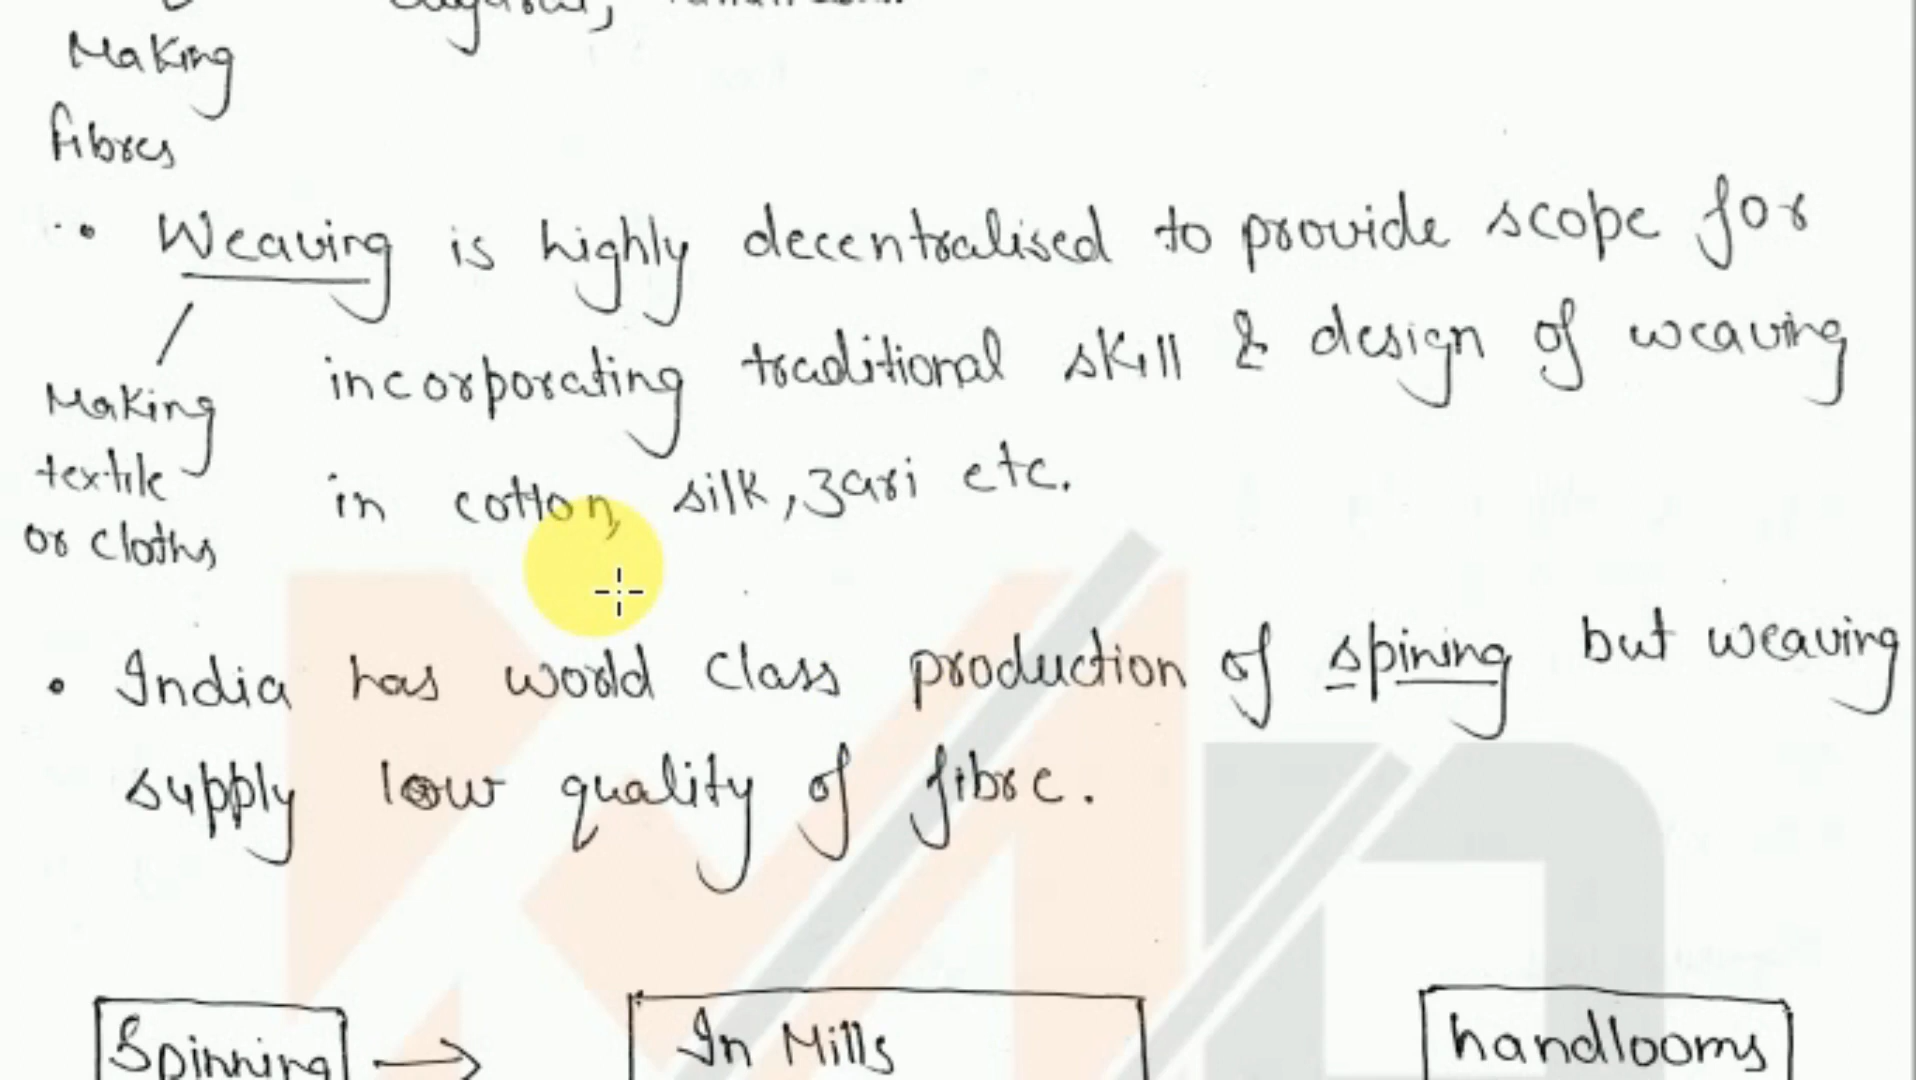 Making
fibres
Weaving is highly decentralised to provide scope for
incorporating traditional skill & design of weaving
in cotton, silk, zari etc.
Making
textile
or cloths
India has world class production of spining but weaving
supply low quality of fibre.
Spinning → In Mills handlooms